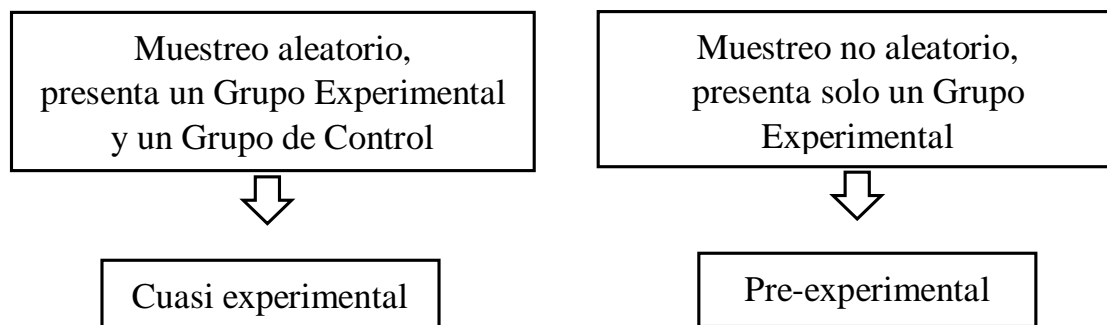 Muestreo aleatorio,
presenta un Grupo Experimental
y un Grupo de Control
Muestreo no aleatorio,
presenta solo un Grupo
Experimental
Cuasi experimental
Pre-experimental